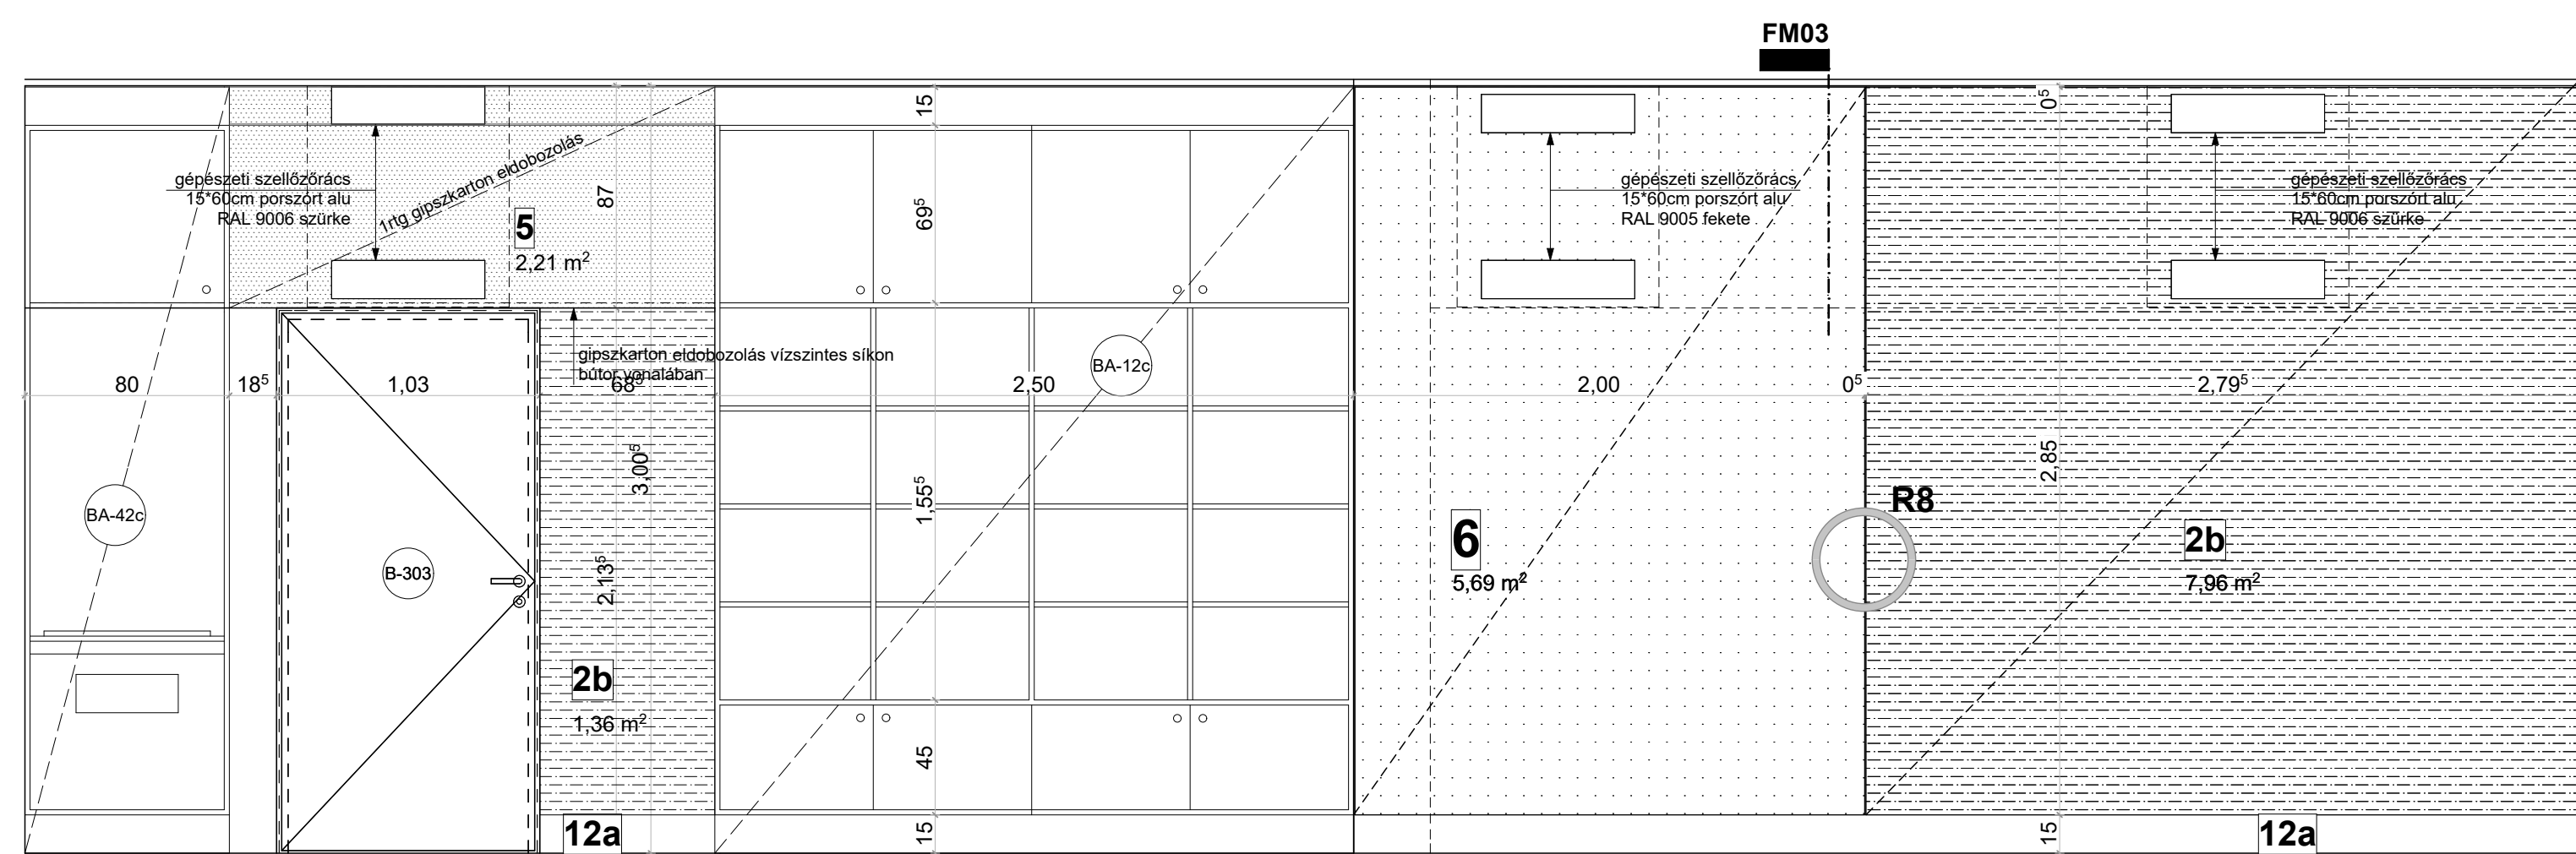 FM03
15
0⁵
gépészeti szellőzőrács
15*60cm porszórt alu
RAL 9006 szürke
1rtg gipszkarton eldobozolás
87
5
2,21 m²
69⁵
gépészeti szellőzőrács
15*60cm porszórt alu
RAL 9005 fekete
gépészeti szellőzőrács
15*60cm porszórt alu
RAL 9006 szürke
gipszkarton eldobozolás vízszintes síkon
bútor vonalában
BA-12c
80
18⁵
1,03
68⁵
2,50
2,00
0⁵
2,79⁵
3,00⁵
1,55⁵
2,85
BA-42c
R8
6
5,69 m²
2b
7,96 m²
B-303
2,13⁵
2b
1,36 m²
45
12a
15
15
12a